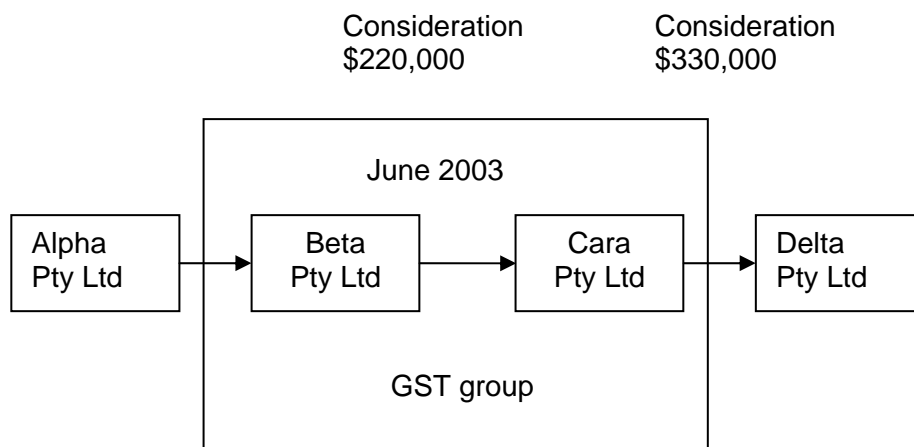 Consideration
$220,000
Consideration
$330,000
June 2003
Alpha
Pty Ltd
Beta
Pty Ltd
Cara
Pty Ltd
Delta
Pty Ltd
GST group